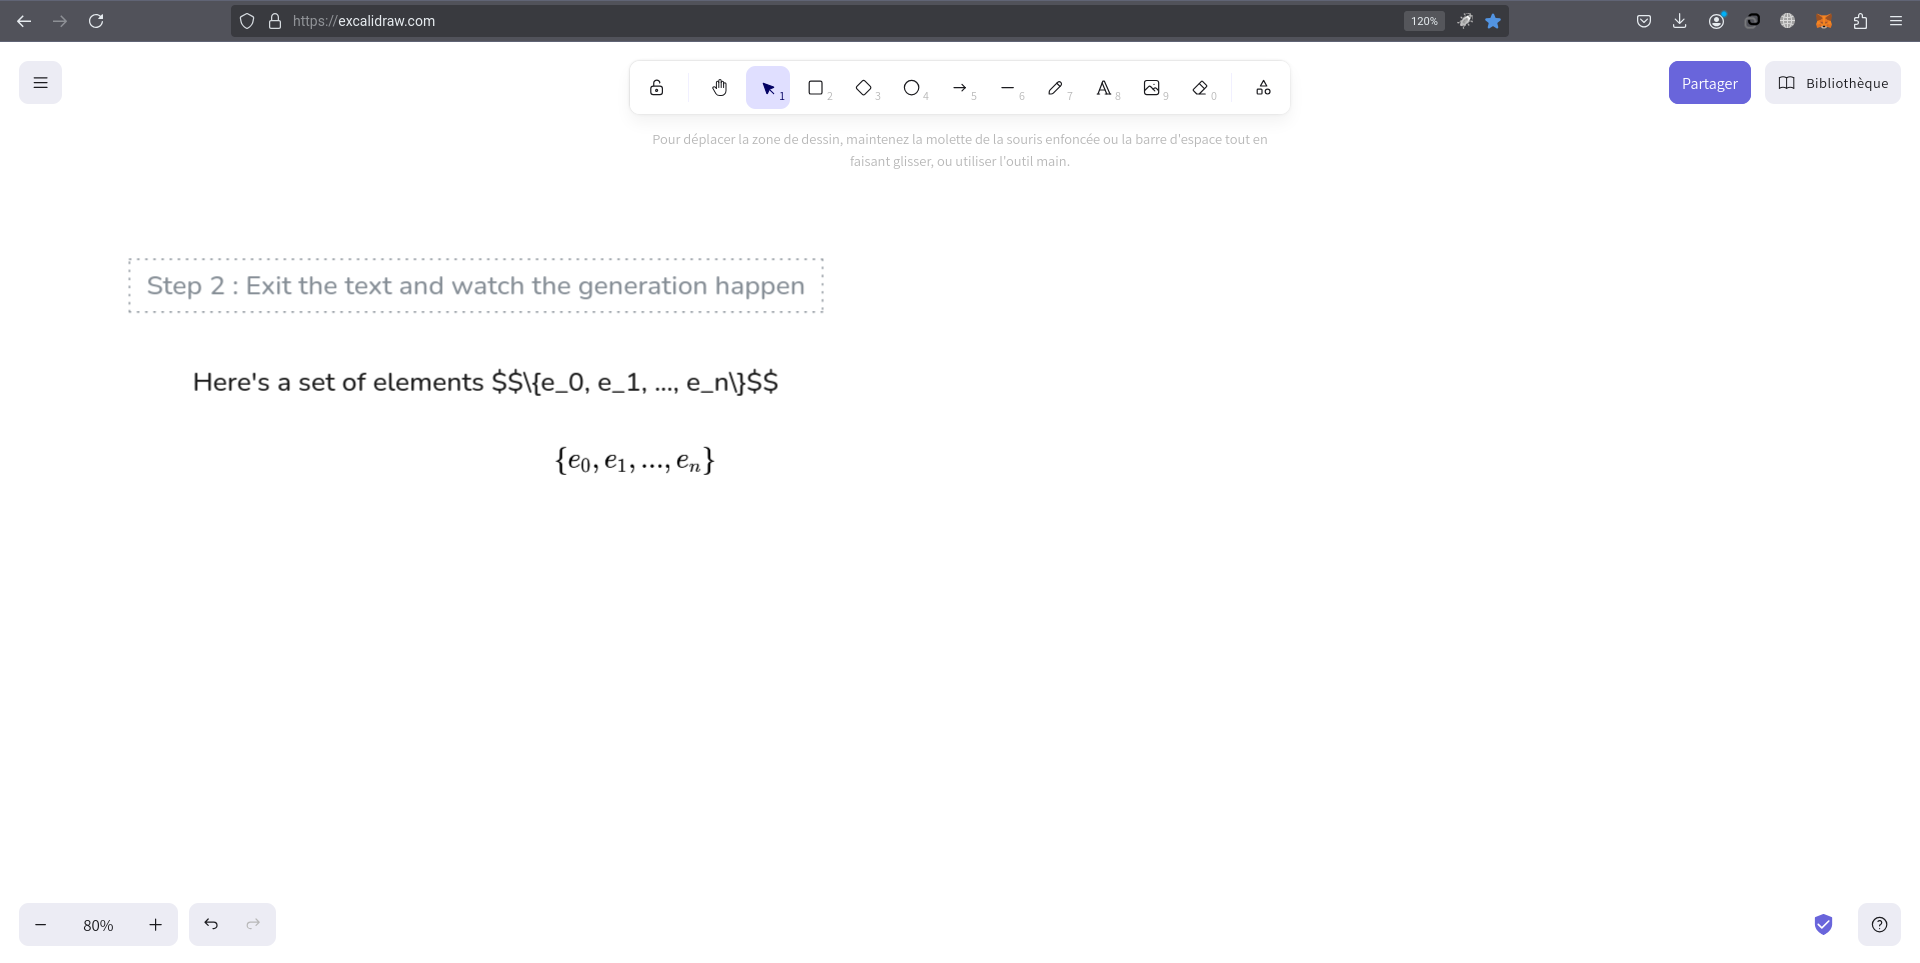 https://excalidraw.com
120%
1
2
3
4
5
6
7
A
8
9
0
Partager
Bibliothèque
Pour déplacer la zone de dessin, maintenez la molette de la souris enfoncée ou la barre d'espace tout en
faisant glisser, ou utiliser l'outil main.
Step 2 : Exit the text and watch the generation happen
Here's a set of elements $$\{e_0, e_1, ..., e_n\}$$
{e₀, e₁, ..., eₙ}
− 80% +